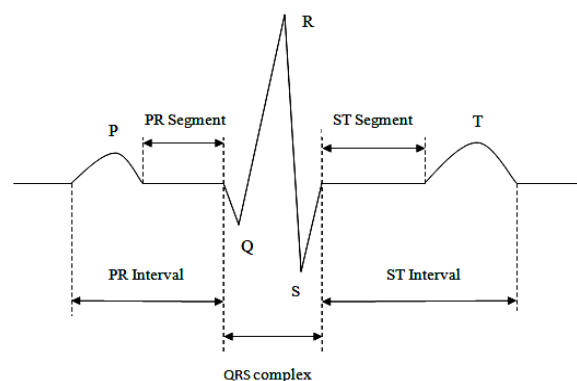 R
PR Segment
ST Segment
P
T
Q
PR Interval
ST Interval
S
QRS complex